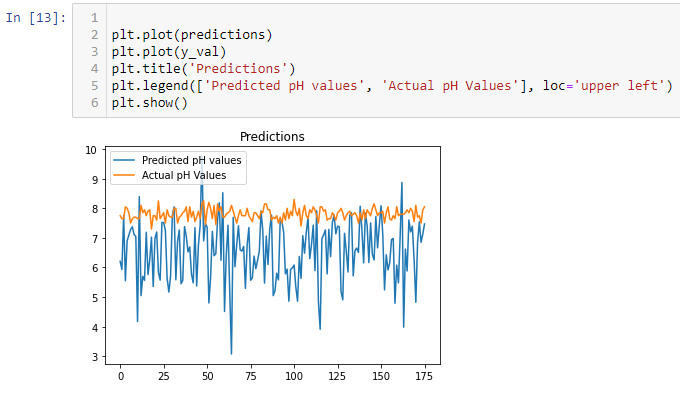 In [13]:
1
2 plt.plot(predictions)
3 plt.plot(y_val)
4 plt.title('Predictions')
5 plt.legend(['Predicted pH values', 'Actual pH Values'], loc='upper left')
6 plt.show()
Predictions
Predicted pH values
Actual pH Values
10
9
8
7
6
5
4
3
0 25 50 75 100 125 150 175